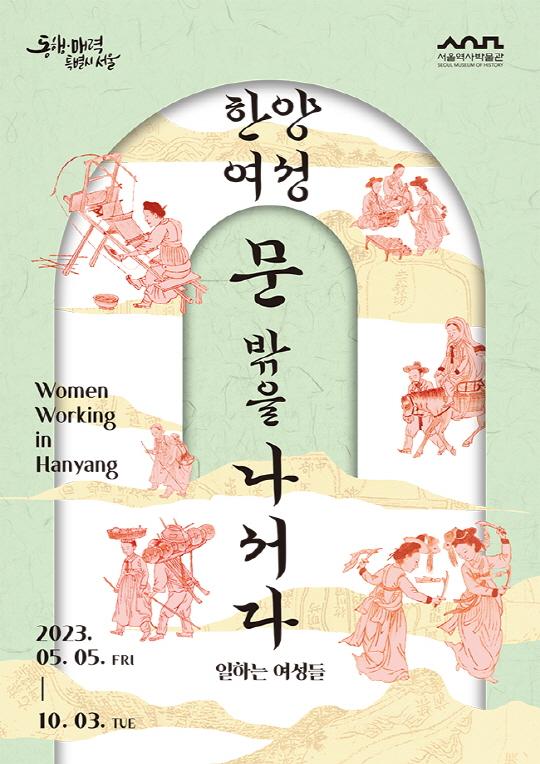 동행·매력
특별시 서울
서울역사박물관
SEOUL MUSEUM OF HISTORY
한양
여성
문
밖을
나
서
다
일하는 여성들
Women
Working
in
Hanyang
2023.
05. 05. FRI
10. 03. TUE